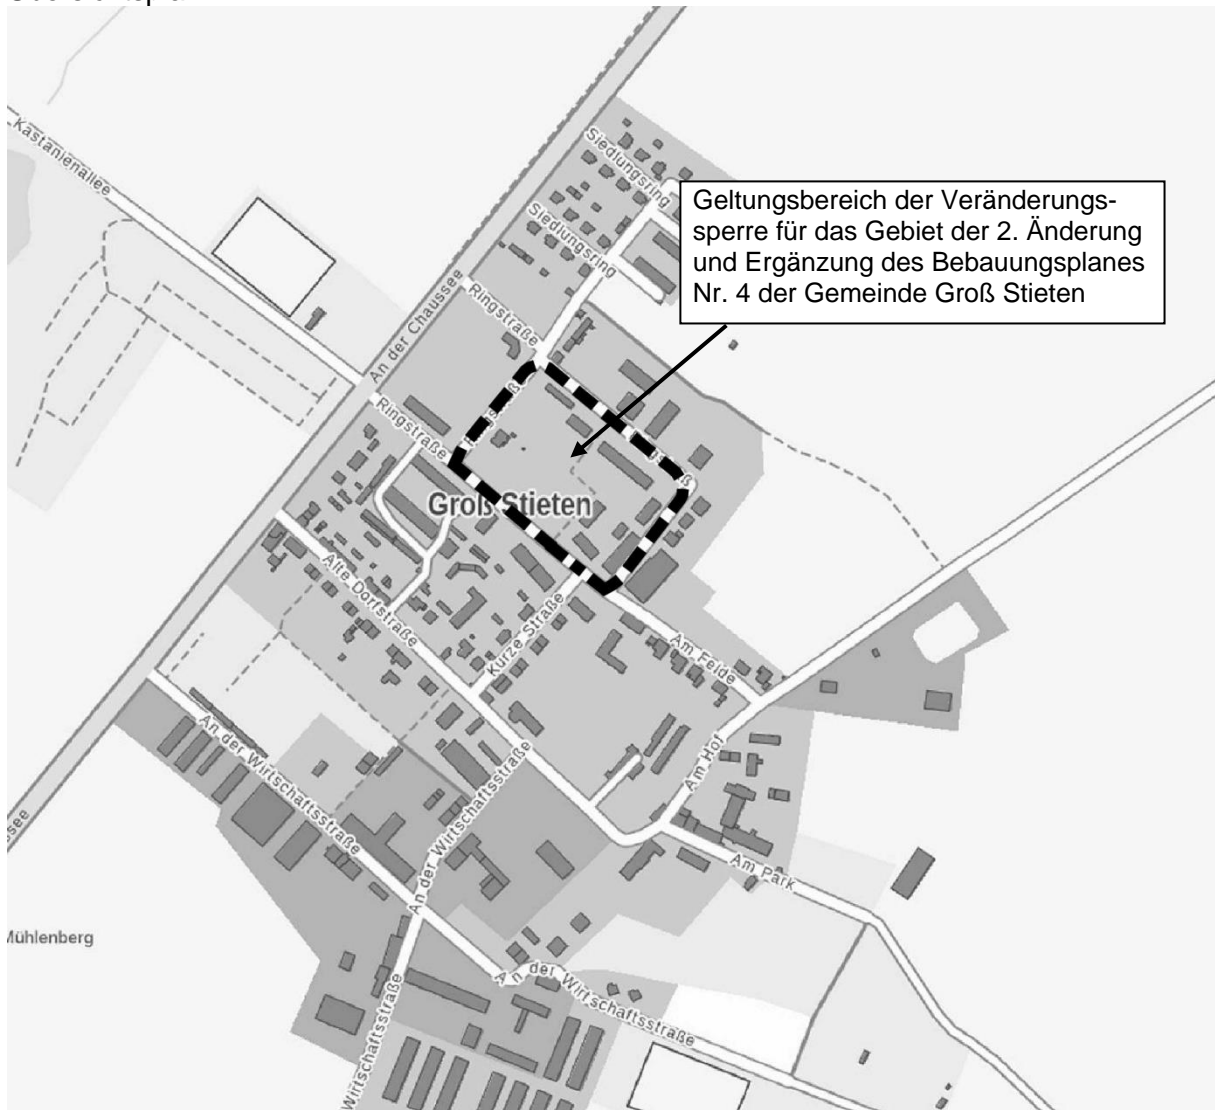 Kastanienallee
Siedlungsring
Siedlungsring
Geltungsbereich der Veränderungs-
sperre für das Gebiet der 2. Änderung
und Ergänzung des Bebauungsplanes
Nr. 4 der Gemeinde Groß Stieten
An der Chaussee
Ringstraße
Ringstraße
Groß Stieten
Alte Dorfstraße
Kurze Straße
Am Felde
An der Wirtschaftsstraße
An der Wirtschaftsstraße
Am Hof
Am Park
Mühlenberg
An der Wirtschaftsstraße
Wirtschaftsstraße